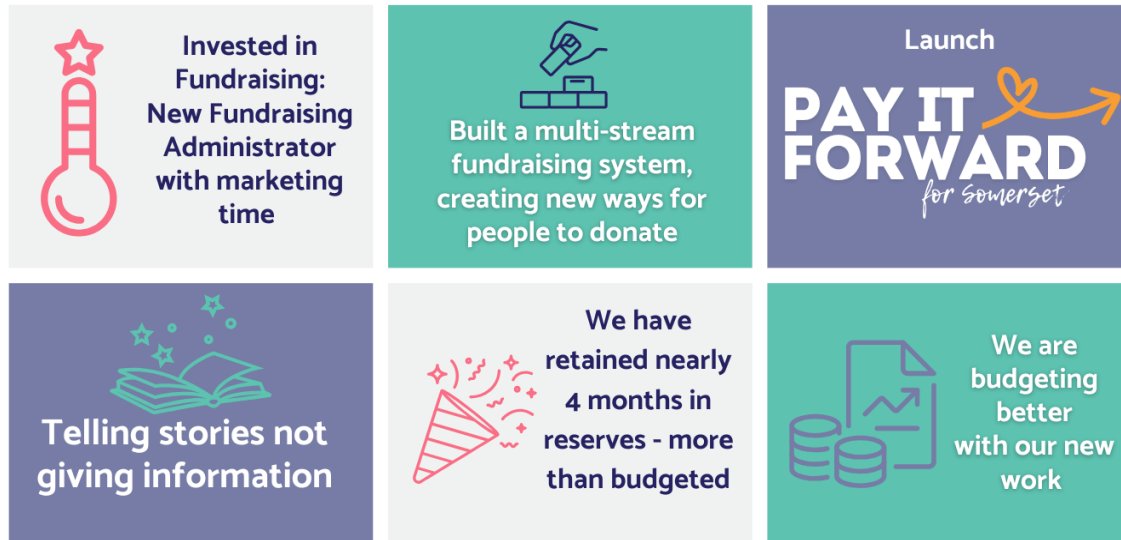 Invested in
Fundraising:
New Fundraising
Administrator
with marketing
time
Built a multi-stream
fundraising system,
creating new ways for
people to donate
Launch
PAY IT
FORWARD
for Somerset
Telling stories not
giving information
We have
retained nearly
4 months in
reserves - more
than budgeted
We are
budgeting
better
with our new
work